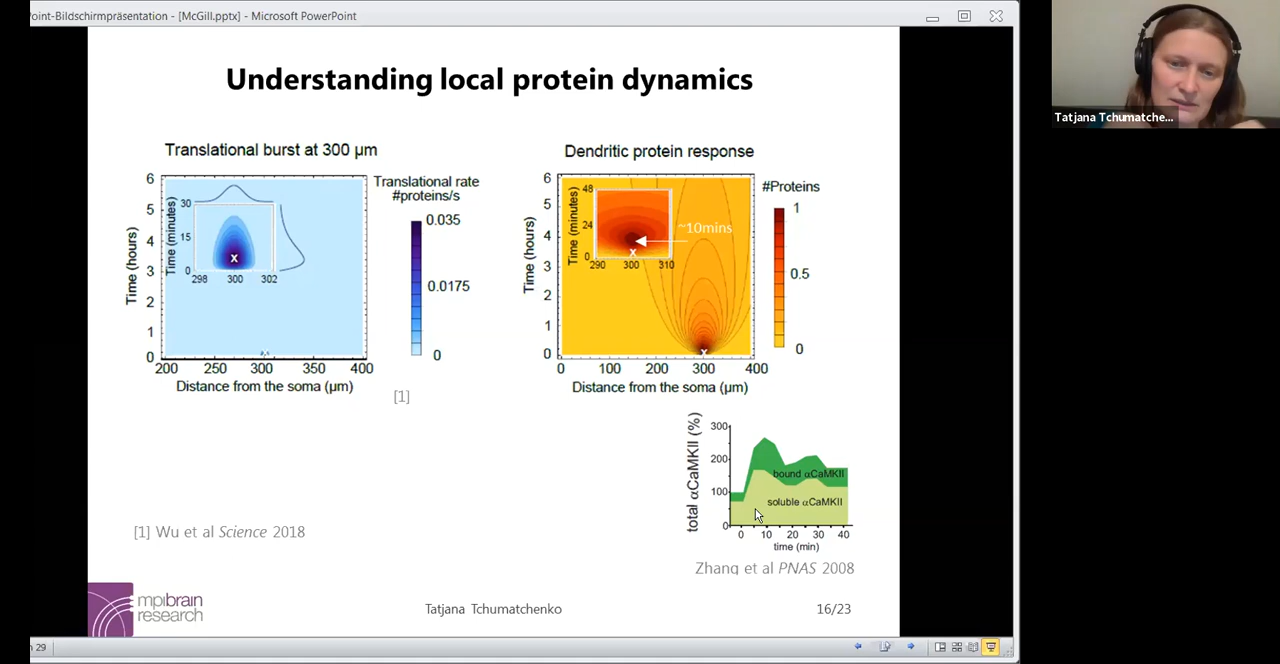 oint-Bildschirmpräsentation - [McGill.pptx] - Microsoft PowerPoint
Understanding local protein dynamics
Translational burst at 300 µm
Translational rate
#proteins/s
0.035
0.0175
0
Time (hours)
6
5
4
3
2
1
0
Time (minutes)
30
15
0
x
298 300 302
200 250 300 350 400
Distance from the soma (µm)
[1]
Dendritic protein response
#Proteins
1
0.5
0
Time (hours)
6
5
4
3
2
1
0
Time (minutes)
48
24
0
~10mins
x
290 300 310
x
0 100 200 300 400
Distance from the soma (µm)
total αCaMKII (%)
300
200
100
0
bound αCaMKII
soluble αCaMKII
0 10 20 30 40
time (min)
[1] Wu et al Science 2018
Zhang et al PNAS 2008
mpibrain
research
Tatjana Tchumatchenko
16/23
n 29
Tatjana Tchumatche...